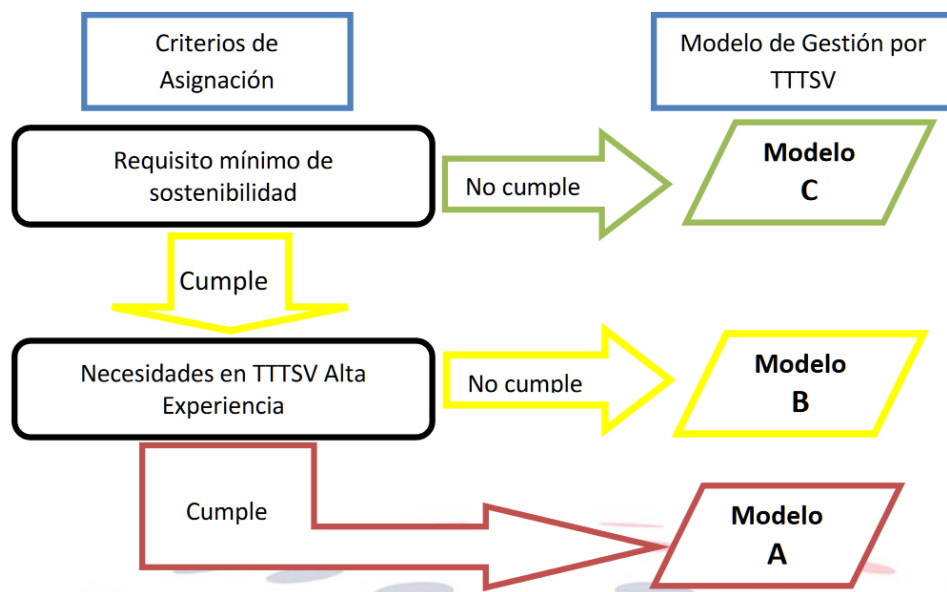 Criterios de
Asignación
Modelo de Gestión por
TTTSV
Requisito mínimo de
sostenibilidad
No cumple
Modelo
C
Cumple
Necesidades en TTTSV Alta
Experiencia
No cumple
Modelo
B
Cumple
Modelo
A